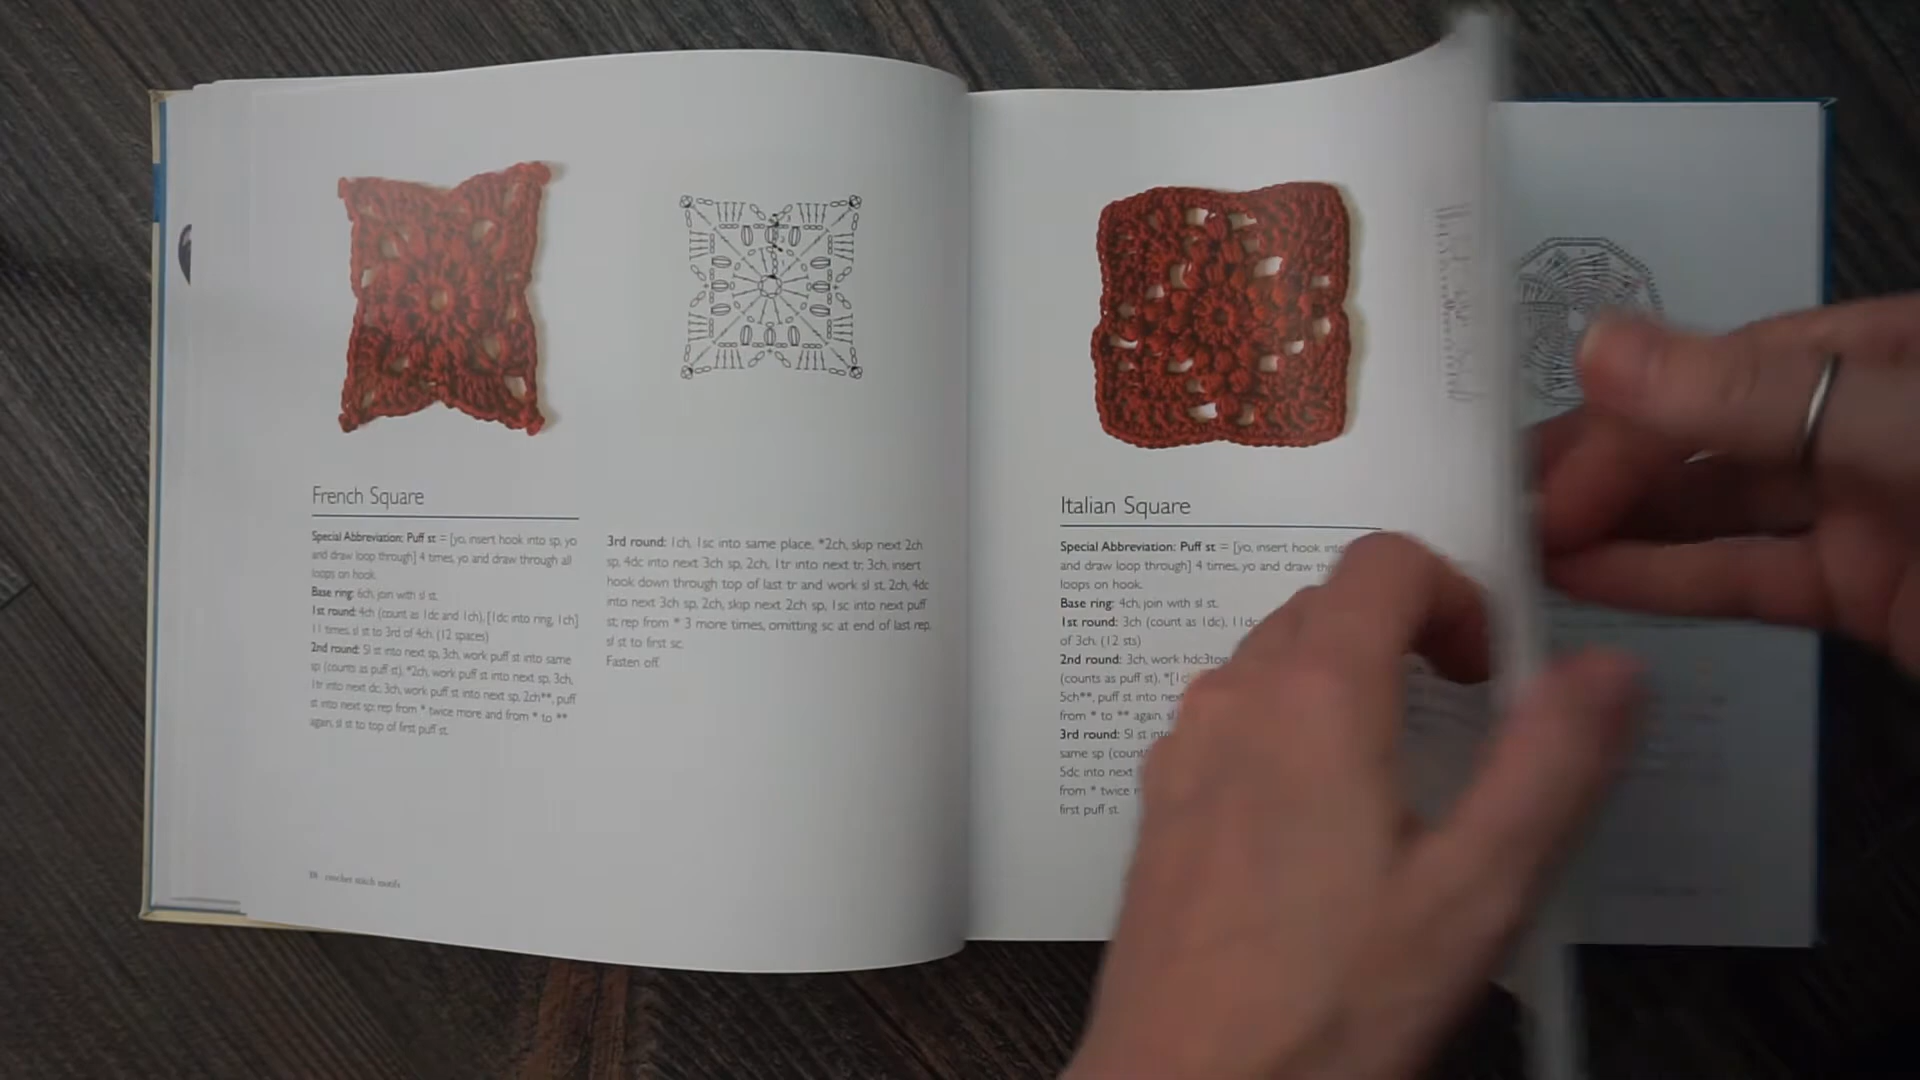 French Square
Special Abbreviation: Puff st = [yo, insert hook into sp, yo
and draw loop through] 4 times, yo and draw through all
loops on hook.
Base ring: 6ch, join with sl st.
1st round: 4ch (count as 1dc and 1ch), [1dc into ring, 1ch]
11 times, sl st to 3rd of 4ch. (12 spaces)
2nd round: Sl st into next sp, 3ch, work puff st into same
sp (counts as puff st), *2ch, work puff st into next sp, 3ch,
1tr into next dc, 3ch, work puff st into next sp, 2ch**, puff
st into next sp; rep from * twice more and from * to **
again, sl st to top of first puff st.
3rd round: 1ch, 1sc into same place, *2ch, skip next 2ch
sp, 4dc into next 3ch sp, 2ch, 1tr into next tr, 3ch, insert
hook down through top of last tr and work sl st, 2ch, 4dc
into next 3ch sp, 2ch, skip next 2ch sp, 1sc into next puff
st; rep from * 3 more times, omitting sc at end of last rep,
sl st to first sc.
Fasten off.
crochet stitch motifs
Italian Square
Special Abbreviation: Puff st = [yo, insert hook into
and draw loop through] 4 times, yo and draw
loops on hook.
Base ring: 4ch, join with sl st.
1st round: 3ch (count as 1dc), 11dc
of 3ch. (12 sts)
2nd round: 3ch, work hdc3tog
(counts as puff st), *[1ch
5ch**, puff st into next
from * to ** again, sl
3rd round: Sl st into
same sp (counts
5dc into next
from * twice
first puff st.